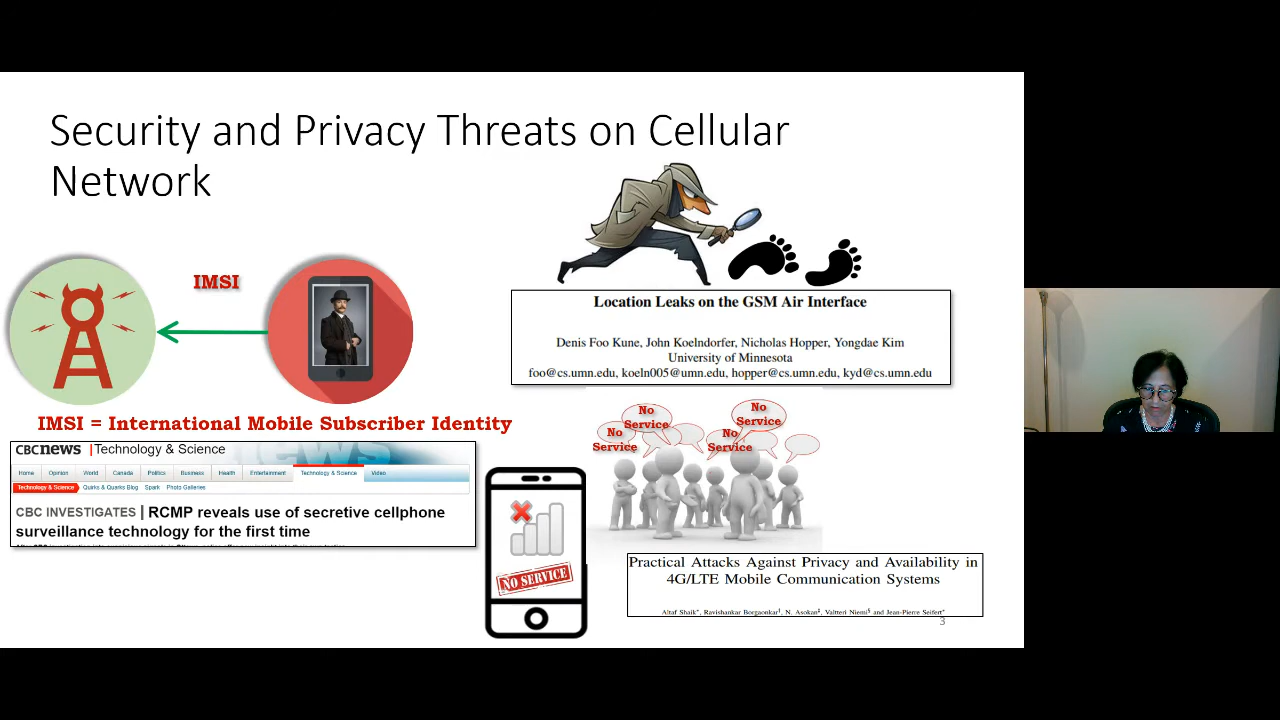 Security and Privacy Threats on Cellular
Network
IMSI
IMSI = International Mobile Subscriber Identity
CBCnews | Technology & Science
Home Opinion World Canada Politics Business Health Entertainment Technology & Science Video
Technology & Science Quirks & Quarks Blog Spark Photo Galleries
CBC INVESTIGATES | RCMP reveals use of secretive cellphone
surveillance technology for the first time
Location Leaks on the GSM Air Interface
Denis Foo Kune, John Koelndorfer, Nicholas Hopper, Yongdae Kim
University of Minnesota
foo@cs.umn.edu, koeln005@umn.edu, hopper@cs.umn.edu, kyd@cs.umn.edu
No
Service
No
Service
No
Service
No
Service
NO SERVICE
Practical Attacks Against Privacy and Availability in
4G/LTE Mobile Communication Systems
Altaf Shaik*, Ravishankar Borgaonkar†, N. Asokan‡, Valtteri Niemi§ and Jean-Pierre Seifert*
3